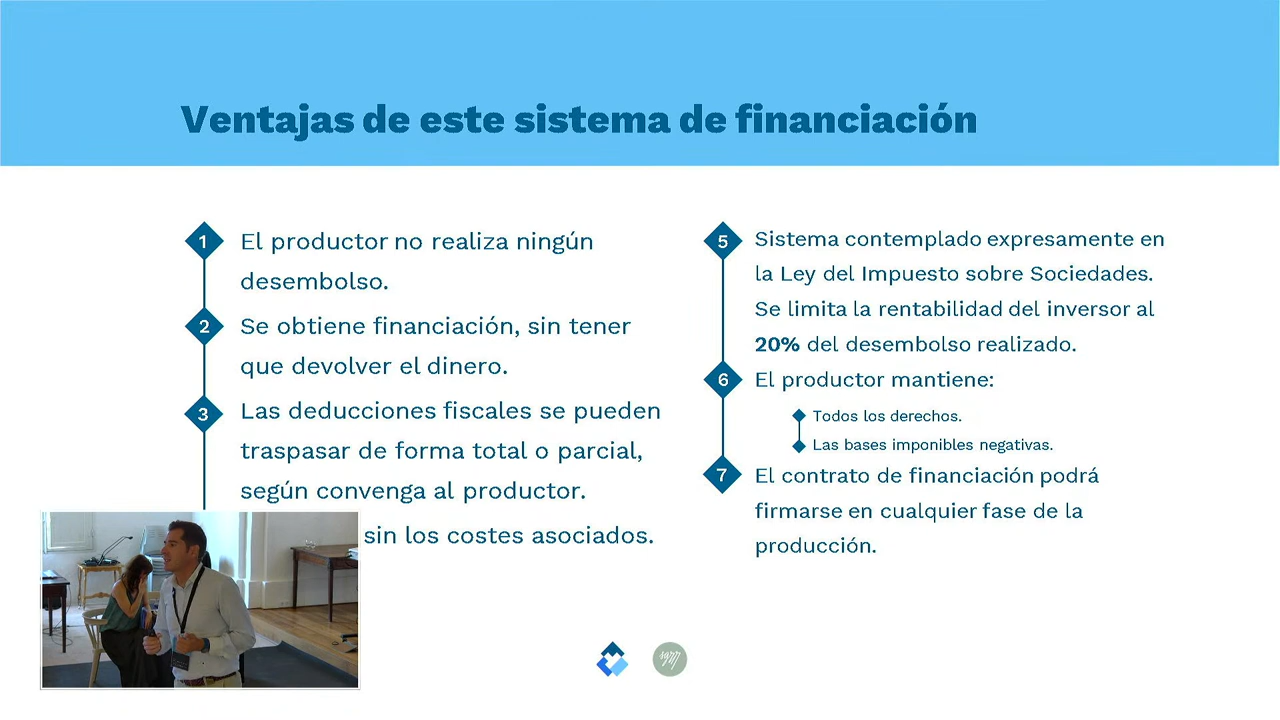 Ventajas de este sistema de financiación
1
El productor no realiza ningún
desembolso.
2
Se obtiene financiación, sin tener
que devolver el dinero.
3
Las deducciones fiscales se pueden
traspasar de forma total o parcial,
según convenga al productor.
sin los costes asociados.
5
Sistema contemplado expresamente en
la Ley del Impuesto sobre Sociedades.
Se limita la rentabilidad del inversor al
20% del desembolso realizado.
6
El productor mantiene:
Todos los derechos.
Las bases imponibles negativas.
7
El contrato de financiación podrá
firmarse en cualquier fase de la
producción.